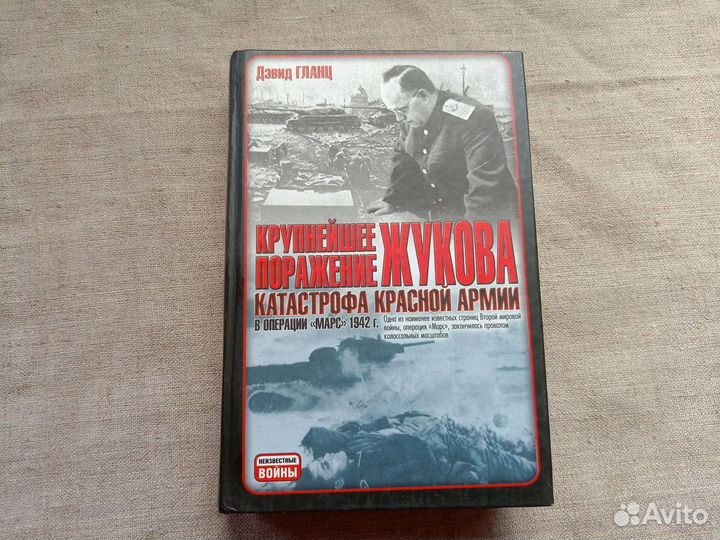 Дэвид ГЛАНЦ
КРУПНЕЙШЕЕ
ПОРАЖЕНИЕ ЖУКОВА
КАТАСТРОФА КРАСНОЙ АРМИИ
В ОПЕРАЦИИ «МАРС» 1942 г.
Одна из наименее известных страниц Второй мировой
войны, операция «Марс», закончилась провалом
колоссальных масштабов
НЕИЗВЕСТНЫЕ
ВОЙНЫ
Avito